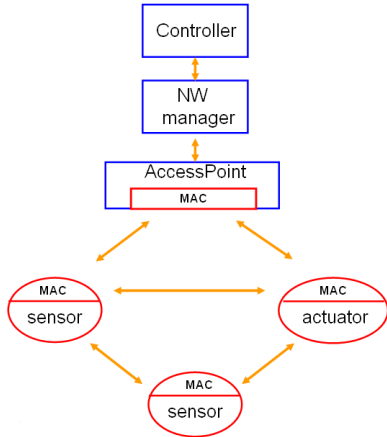 Controller
NW
manager
AccessPoint
MAC
MAC
sensor
MAC
actuator
MAC
sensor